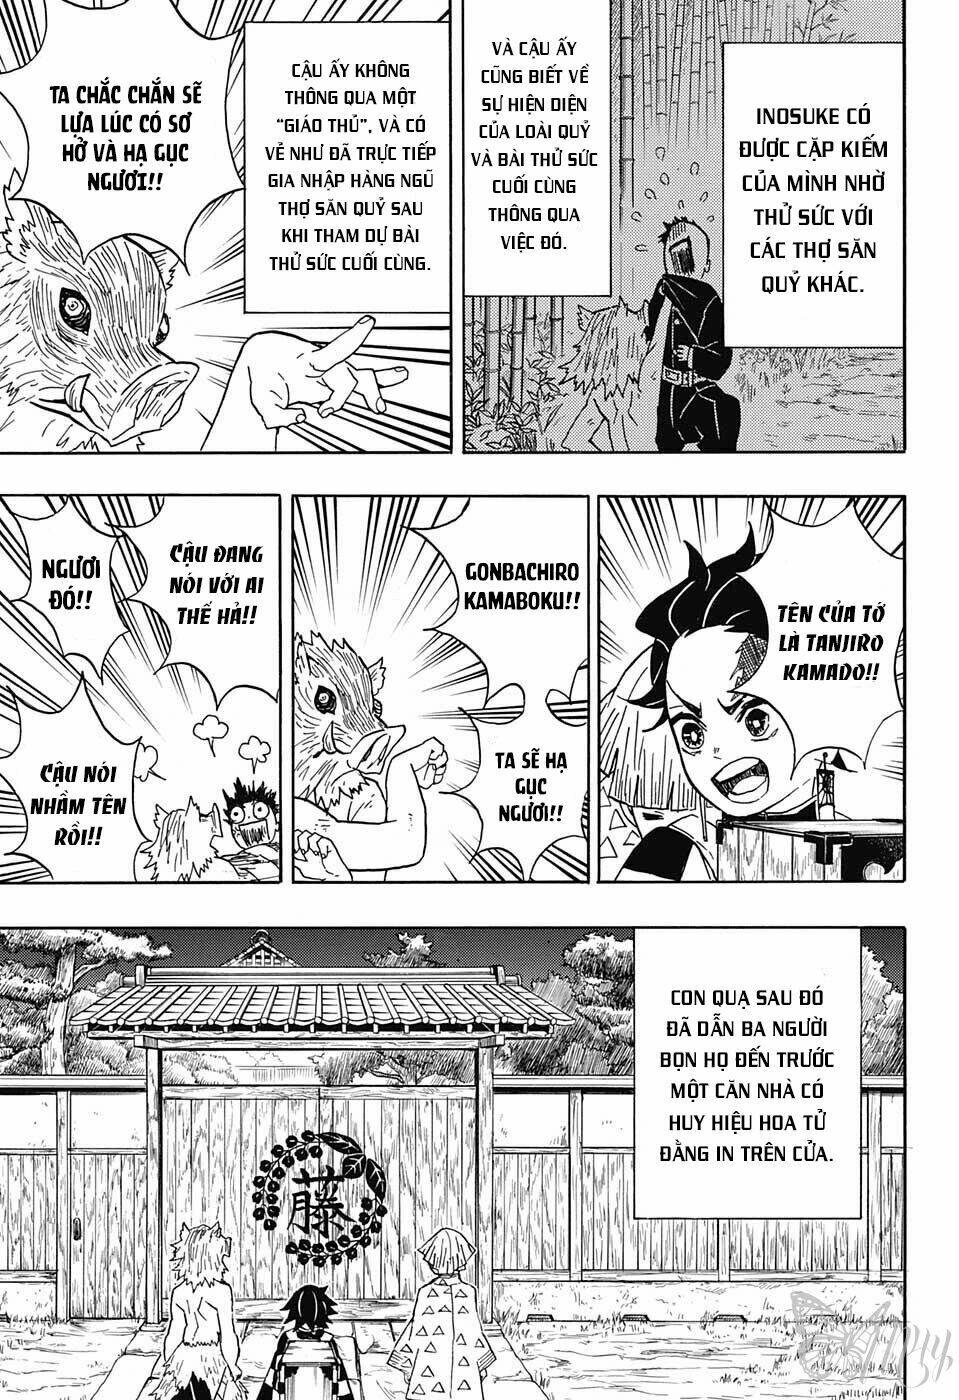 INOSUKE CÓ
ĐƯỢC CẶP KIẾM
CỦA MÌNH NHỜ
THỬ SỨC VỚI
CÁC THỢ SĂN
QUỶ KHÁC.
VÀ CẬU ẤY
CŨNG BIẾT VỀ
SỰ HIỆN DIỆN
CỦA LOÀI QUỶ
VÀ BÀI THỬ SỨC
CUỐI CÙNG
THÔNG QUA
VIỆC ĐÓ.
CẬU ẤY KHÔNG
THÔNG QUA MỘT
“GIÁO THỦ”, VÀ CÓ
VẺ NHƯ ĐÃ TRỰC TIẾP
GIA NHẬP HÀNG NGŨ
THỢ SĂN QUỶ SAU
KHI THAM DỰ BÀI
THỬ SỨC CUỐI CÙNG.
TA CHẮC CHẮN SẼ
LỰA LÚC CÓ SƠ
HỞ VÀ HẠ GỤC
NGƯƠI!!
TÊN CỦA TỚ
LÀ TANJIRO
KAMADO!!
GONBACHIRO
KAMABOKU!!
TA SẼ HẠ
GỤC
NGƯƠI!!
CẬU ĐANG
NÓI VỚI AI
THẾ HẢ!!
NGƯƠI
ĐÓ!!
CẬU NÓI
NHẦM TÊN
RỒI!!
CON QUẠ SAU ĐÓ
ĐÃ DẪN BA NGƯỜI
BỌN HỌ ĐẾN TRƯỚC
MỘT CĂN NHÀ CÓ
HUY HIỆU HOA TỬ
ĐẰNG IN TRÊN CỬA.
藤